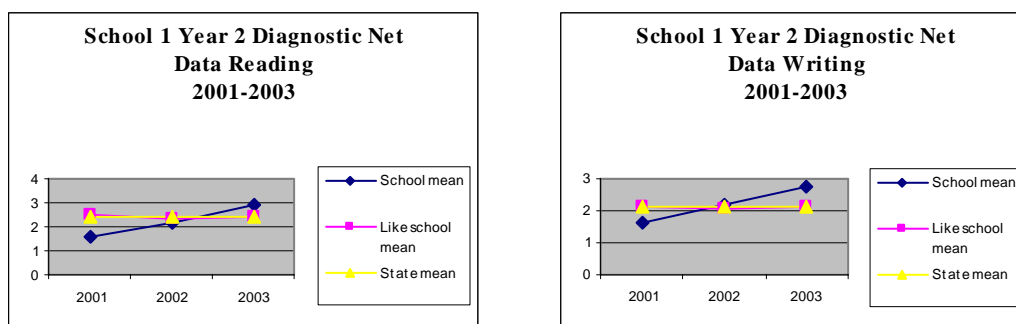 School 1 Year 2 Diagnostic Net
Data Reading
2001-2003
4
3
2
1
0
2001 2002 2003
School mean
Like school
mean
State mean
School 1 Year 2 Diagnostic Net
Data Writing
2001-2003
3
2
1
0
2001 2002 2003
School mean
Like school
mean
State mean